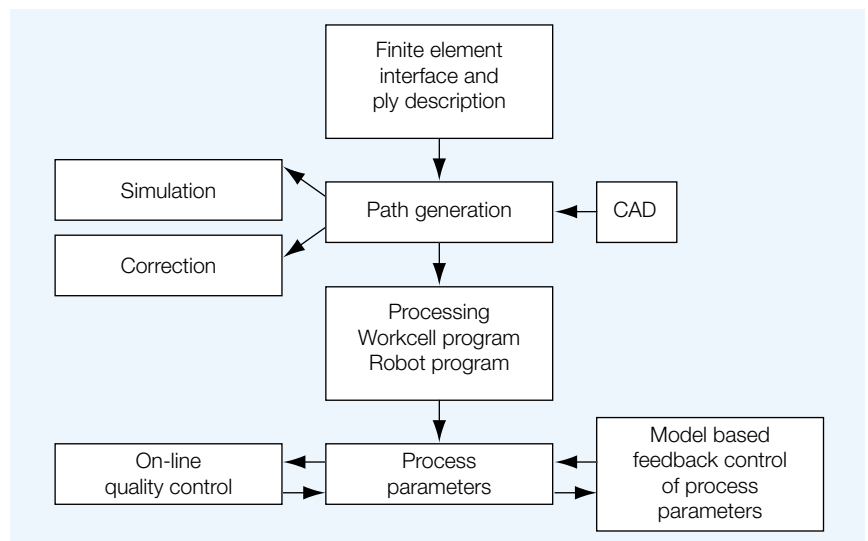 Finite element
interface and
ply description
Simulation
Path generation
CAD
Correction
Processing
Workcell program
Robot program
On-line
quality control
Process
parameters
Model based
feedback control
of process
parameters